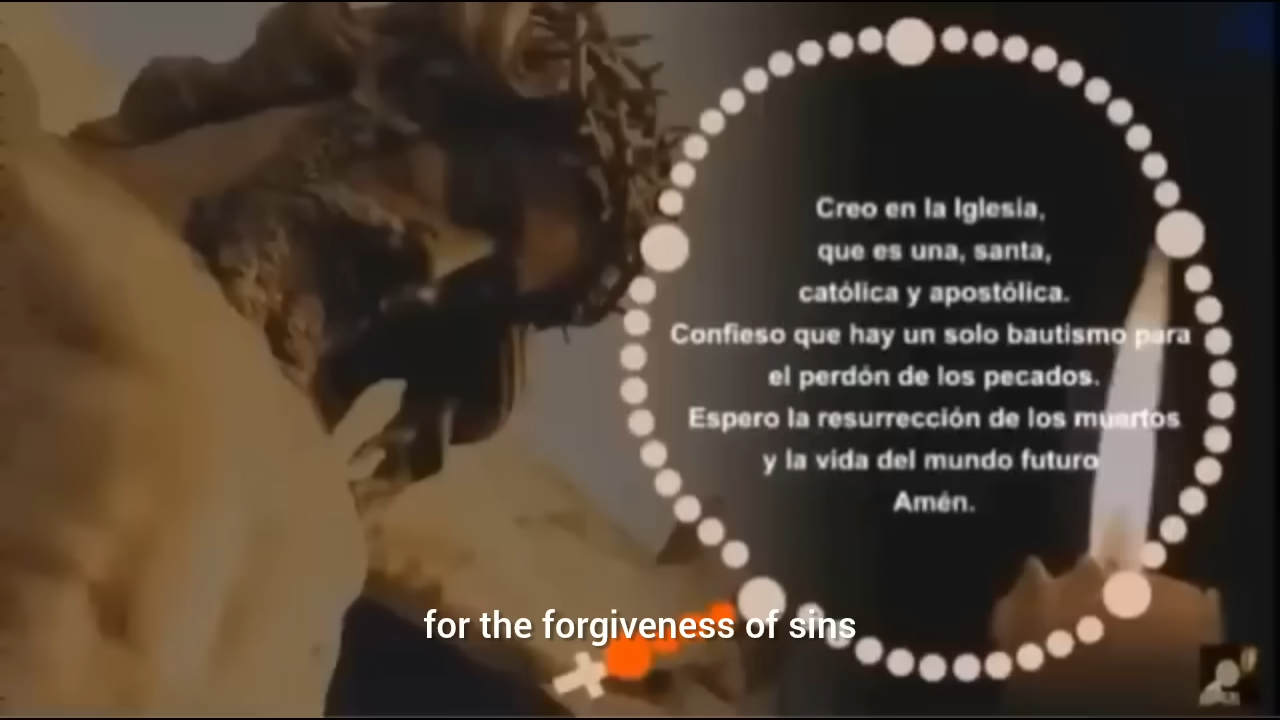 Creo en la Iglesia,
que es una, santa,
católica y apostólica.
Confieso que hay un solo bautismo para
el perdón de los pecados.
Espero la resurrección de los muertos
y la vida del mundo futuro
Amén.
for the forgiveness of sins